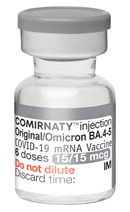 COMIRNATY injection
Original/Omicron BA.4-5
COVID-19 mRNA Vaccine
6 doses 15/15 mcg
Do not dilute IM
Discard time: